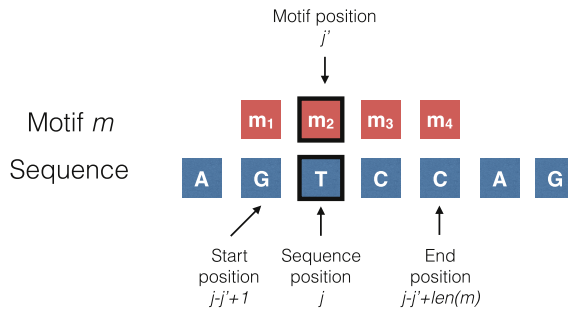 Motif position
j’
Motif m
m1 m2 m3 m4
Sequence
A G T C C A G
Start position
j-j’+1
Sequence position
j
End position
j-j’+len(m)